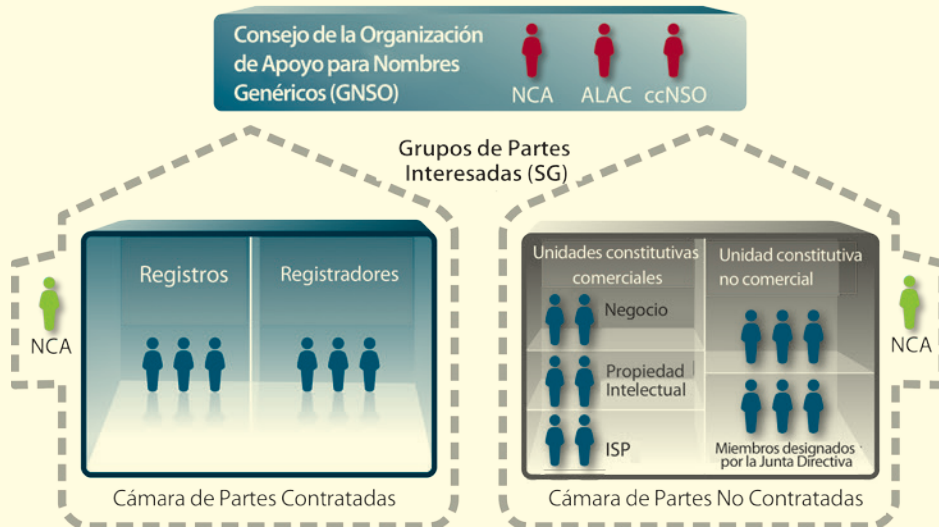 Consejo de la Organización
de Apoyo para Nombres
Genéricos (GNSO)
NCA ALAC ccNSO
Grupos de Partes
Interesadas (SG)
NCA
Registros
Registradores
Cámara de Partes Contratadas
Unidades constitutivas
comerciales
Negocio
Propiedad
Intelectual
ISP
Unidad constitutiva
no comercial
Miembros designados
por la Junta Directiva
Cámara de Partes No Contratadas
NCA